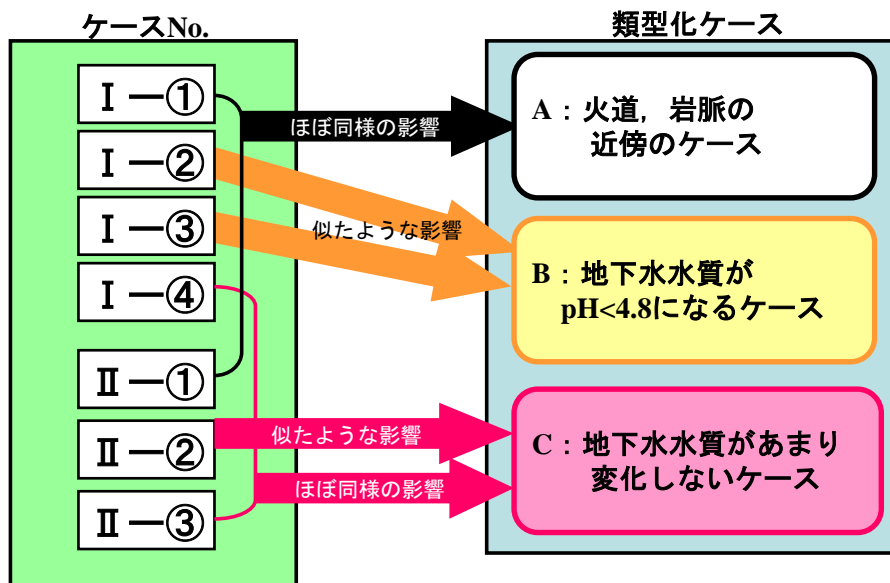 ケースNo.
Ⅰ－①
Ⅰ－②
Ⅰ－③
Ⅰ－④
Ⅱ－①
Ⅱ－②
Ⅱ－③
ほぼ同様の影響
似たような影響
似たような影響
ほぼ同様の影響
類型化ケース
A：火道，岩脈の
近傍のケース
B：地下水水質が
pH<4.8になるケース
C：地下水水質があまり
変化しないケース